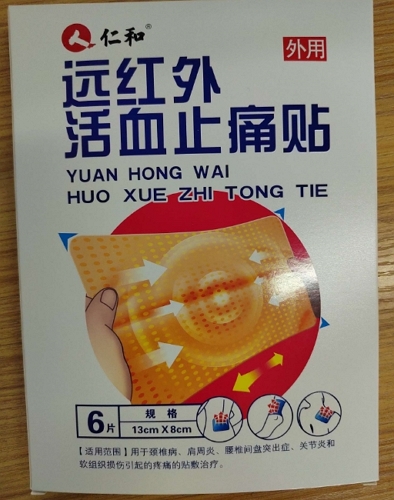 仁和®
外用
远红外
活血止痛贴
YUAN HONG WAI
HUO XUE ZHI TONG TIE
6片
规格
13cm X 8cm
【适用范围】用于颈椎病、肩周炎、腰椎间盘突出症、关节炎和
软组织损伤引起的疼痛的贴敷治疗。